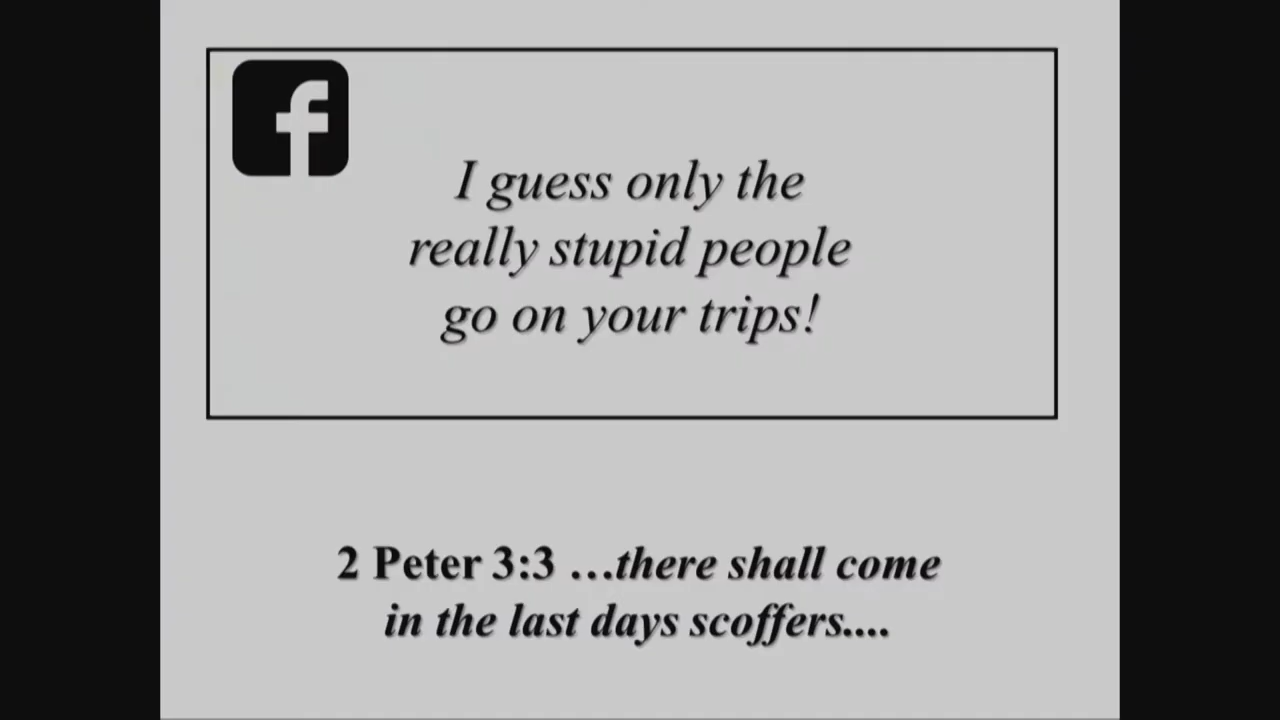 I guess only the
really stupid people
go on your trips!
2 Peter 3:3 …there shall come
in the last days scoffers....